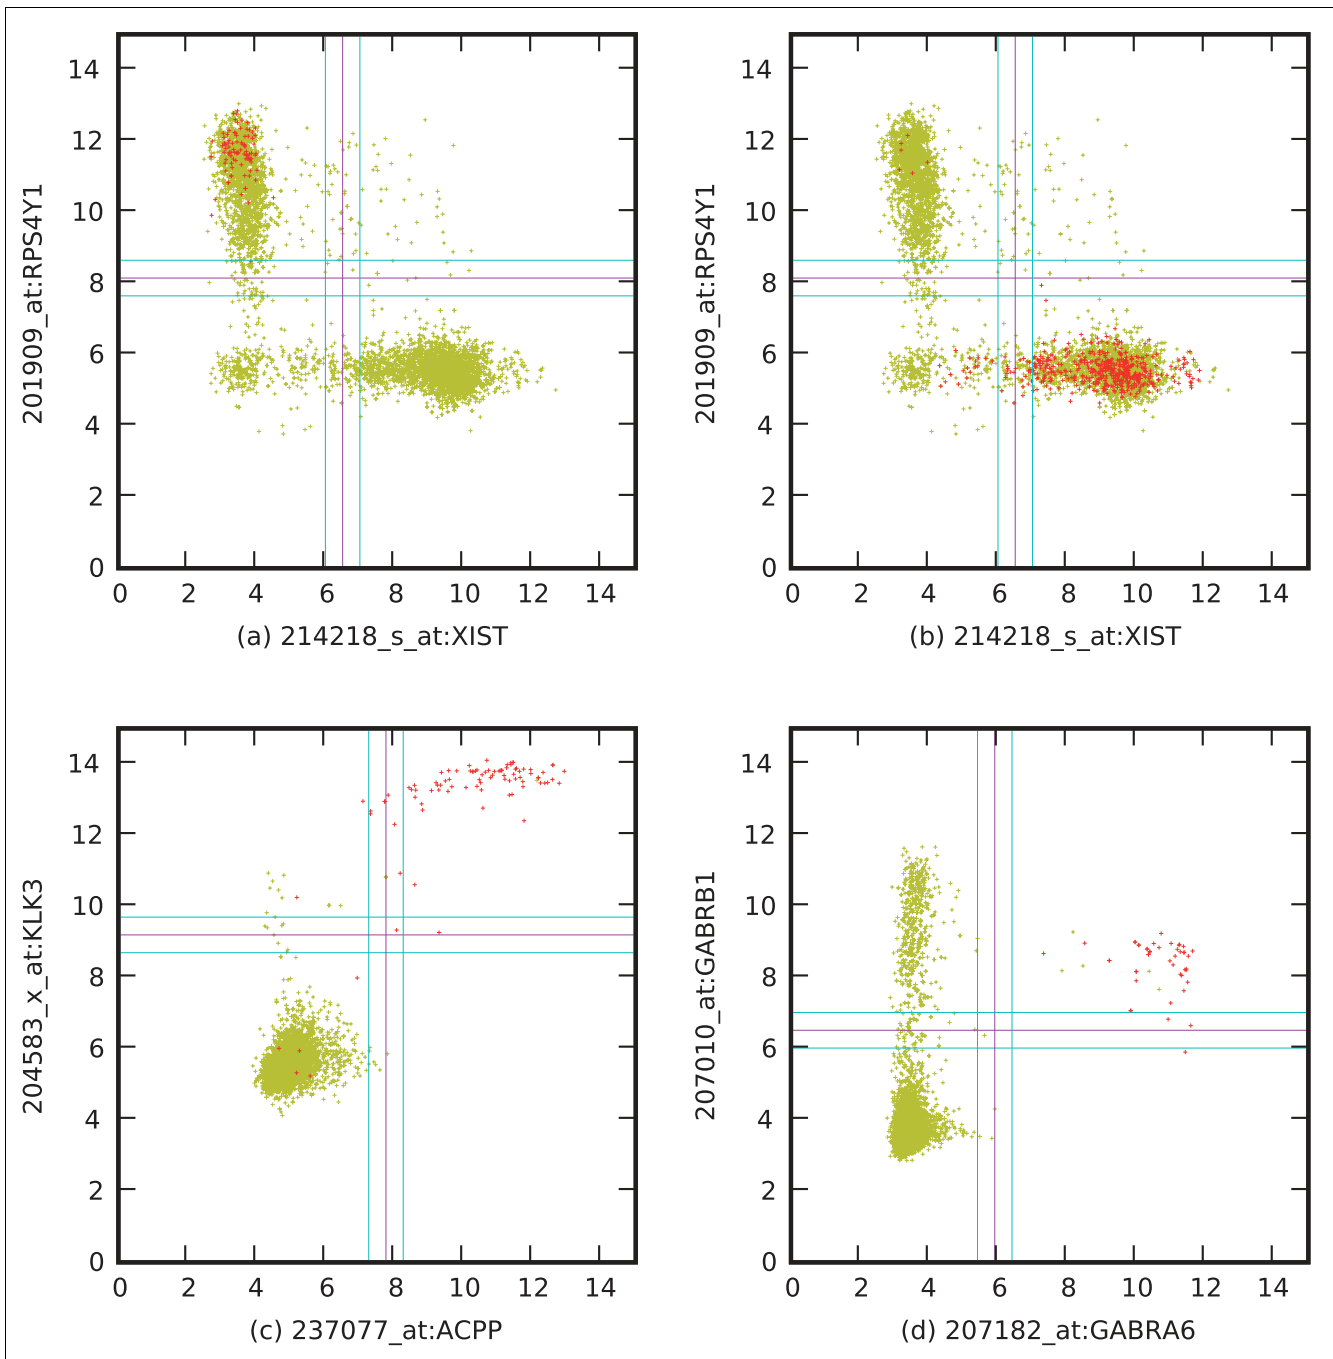 14
12
10
8
6
4
2
0
201909_at:RPS4Y1
0 2 4 6 8 10 12 14
(a) 214218_s_at:XIST
14
12
10
8
6
4
2
0
201909_at:RPS4Y1
0 2 4 6 8 10 12 14
(b) 214218_s_at:XIST
14
12
10
8
6
4
2
0
204583_x_at:KLK3
0 2 4 6 8 10 12 14
(c) 237077_at:ACPP
14
12
10
8
6
4
2
0
207010_at:GABRB1
0 2 4 6 8 10 12 14
(d) 207182_at:GABRA6